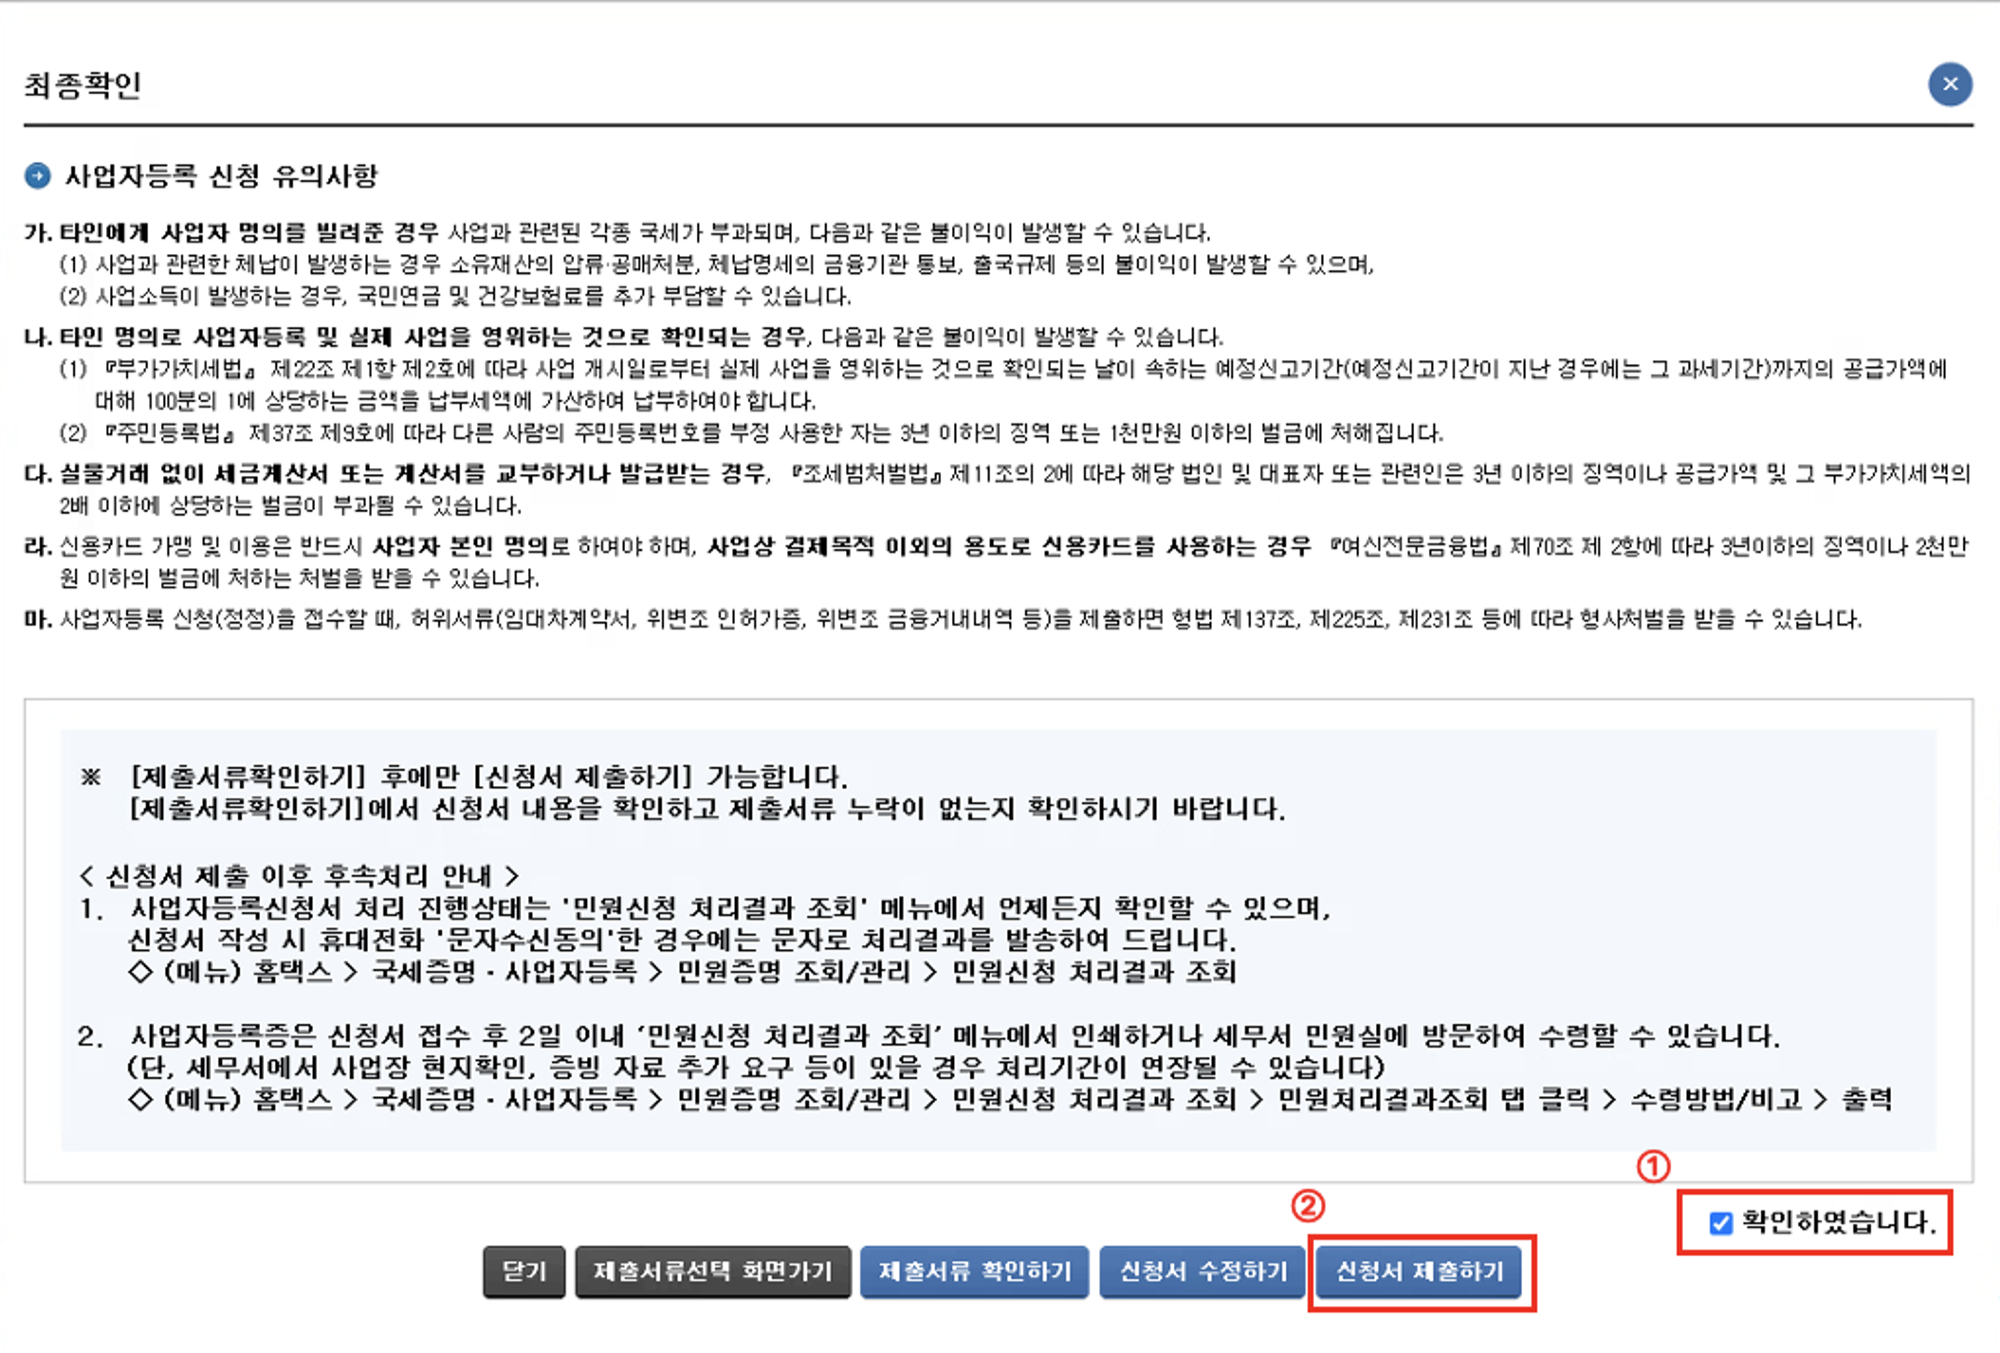 최종확인
사업자등록 신청 유의사항
가. 타인에게 사업자 명의를 빌려준 경우 사업과 관련된 각종 국세가 부과되며, 다음과 같은 불이익이 발생할 수 있습니다.
(1) 사업과 관련한 체납이 발생하는 경우 소유재산의 압류·공매처분, 체납명세의 금융기관 통보, 출국규제 등의 불이익이 발생할 수 있으며,
(2) 사업소득이 발생하는 경우, 국민연금 및 건강보험료를 추가 부담할 수 있습니다.
나. 타인 명의로 사업자등록 및 실제 사업을 영위하는 것으로 확인되는 경우, 다음과 같은 불이익이 발생할 수 있습니다.
(1) 『부가가치세법』 제22조 제1항 제2호에 따라 사업 개시일로부터 실제 사업을 영위하는 것으로 확인되는 날이 속하는 예정신고기간(예정신고기간이 지난 경우에는 그 과세기간)까지의 공급가액에
대해 100분의 1에 상당하는 금액을 납부세액에 가산하여 납부하여야 합니다.
(2) 『주민등록법』 제37조 제9호에 따라 다른 사람의 주민등록번호를 부정 사용한 자는 3년 이하의 징역 또는 1천만원 이하의 벌금에 처해집니다.
다. 실물거래 없이 세금계산서 또는 계산서를 교부하거나 발급받는 경우, 『조세범처벌법』 제11조의 2에 따라 해당 법인 및 대표자 또는 관련인은 3년 이하의 징역이나 공급가액 및 그 부가가치세액의
2배 이하에 상당하는 벌금이 부과될 수 있습니다.
라. 신용카드 가맹 및 이용은 반드시 사업자 본인 명의로 하여야 하며, 사업상 결제목적 이외의 용도로 신용카드를 사용하는 경우 『여신전문금융법』 제70조 제 2항에 따라 3년이하의 징역이나 2천만
원 이하의 벌금에 처하는 처벌을 받을 수 있습니다.
마. 사업자등록 신청(정정)을 접수할 때, 허위서류(임대차계약서, 위변조 인허가증, 위변조 금융거내내역 등)을 제출하면 형법 제137조, 제225조, 제231조 등에 따라 형사처벌을 받을 수 있습니다.
※ [제출서류확인하기] 후에만 [신청서 제출하기] 가능합니다.
[제출서류확인하기]에서 신청서 내용을 확인하고 제출서류 누락이 없는지 확인하시기 바랍니다.
< 신청서 제출 이후 후속처리 안내 >
1. 사업자등록신청서 처리 진행상태는 '민원신청 처리결과 조회' 메뉴에서 언제든지 확인할 수 있으며,
신청서 작성 시 휴대전화 '문자수신동의'한 경우에는 문자로 처리결과를 발송하여 드립니다.
◇ (메뉴) 홈택스 > 국세증명·사업자등록 > 민원증명 조회/관리 > 민원신청 처리결과 조회
2. 사업자등록증은 신청서 접수 후 2일 이내 ‘민원신청 처리결과 조회’ 메뉴에서 인쇄하거나 세무서 민원실에 방문하여 수령할 수 있습니다.
(단, 세무서에서 사업장 현지확인, 증빙 자료 추가 요구 등이 있을 경우 처리기간이 연장될 수 있습니다)
◇ (메뉴) 홈택스 > 국세증명·사업자등록 > 민원증명 조회/관리 > 민원신청 처리결과 조회 > 민원처리결과조회 탭 클릭 > 수령방법/비고 > 출력
①
확인하였습니다.
②
닫기 제출서류선택 화면가기 제출서류 확인하기 신청서 수정하기 신청서 제출하기